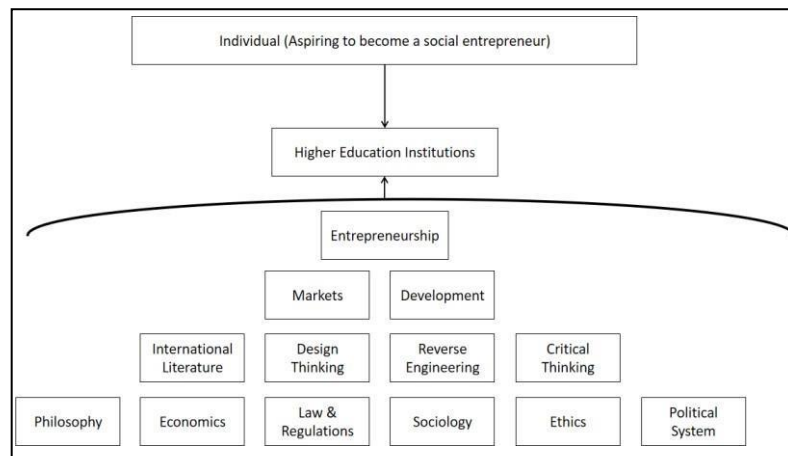 Individual (Aspiring to become a social entrepreneur)
Higher Education Institutions
Entrepreneurship
Markets
Development
International
Literature
Design
Thinking
Reverse
Engineering
Critical
Thinking
Philosophy
Economics
Law &
Regulations
Sociology
Ethics
Political
System